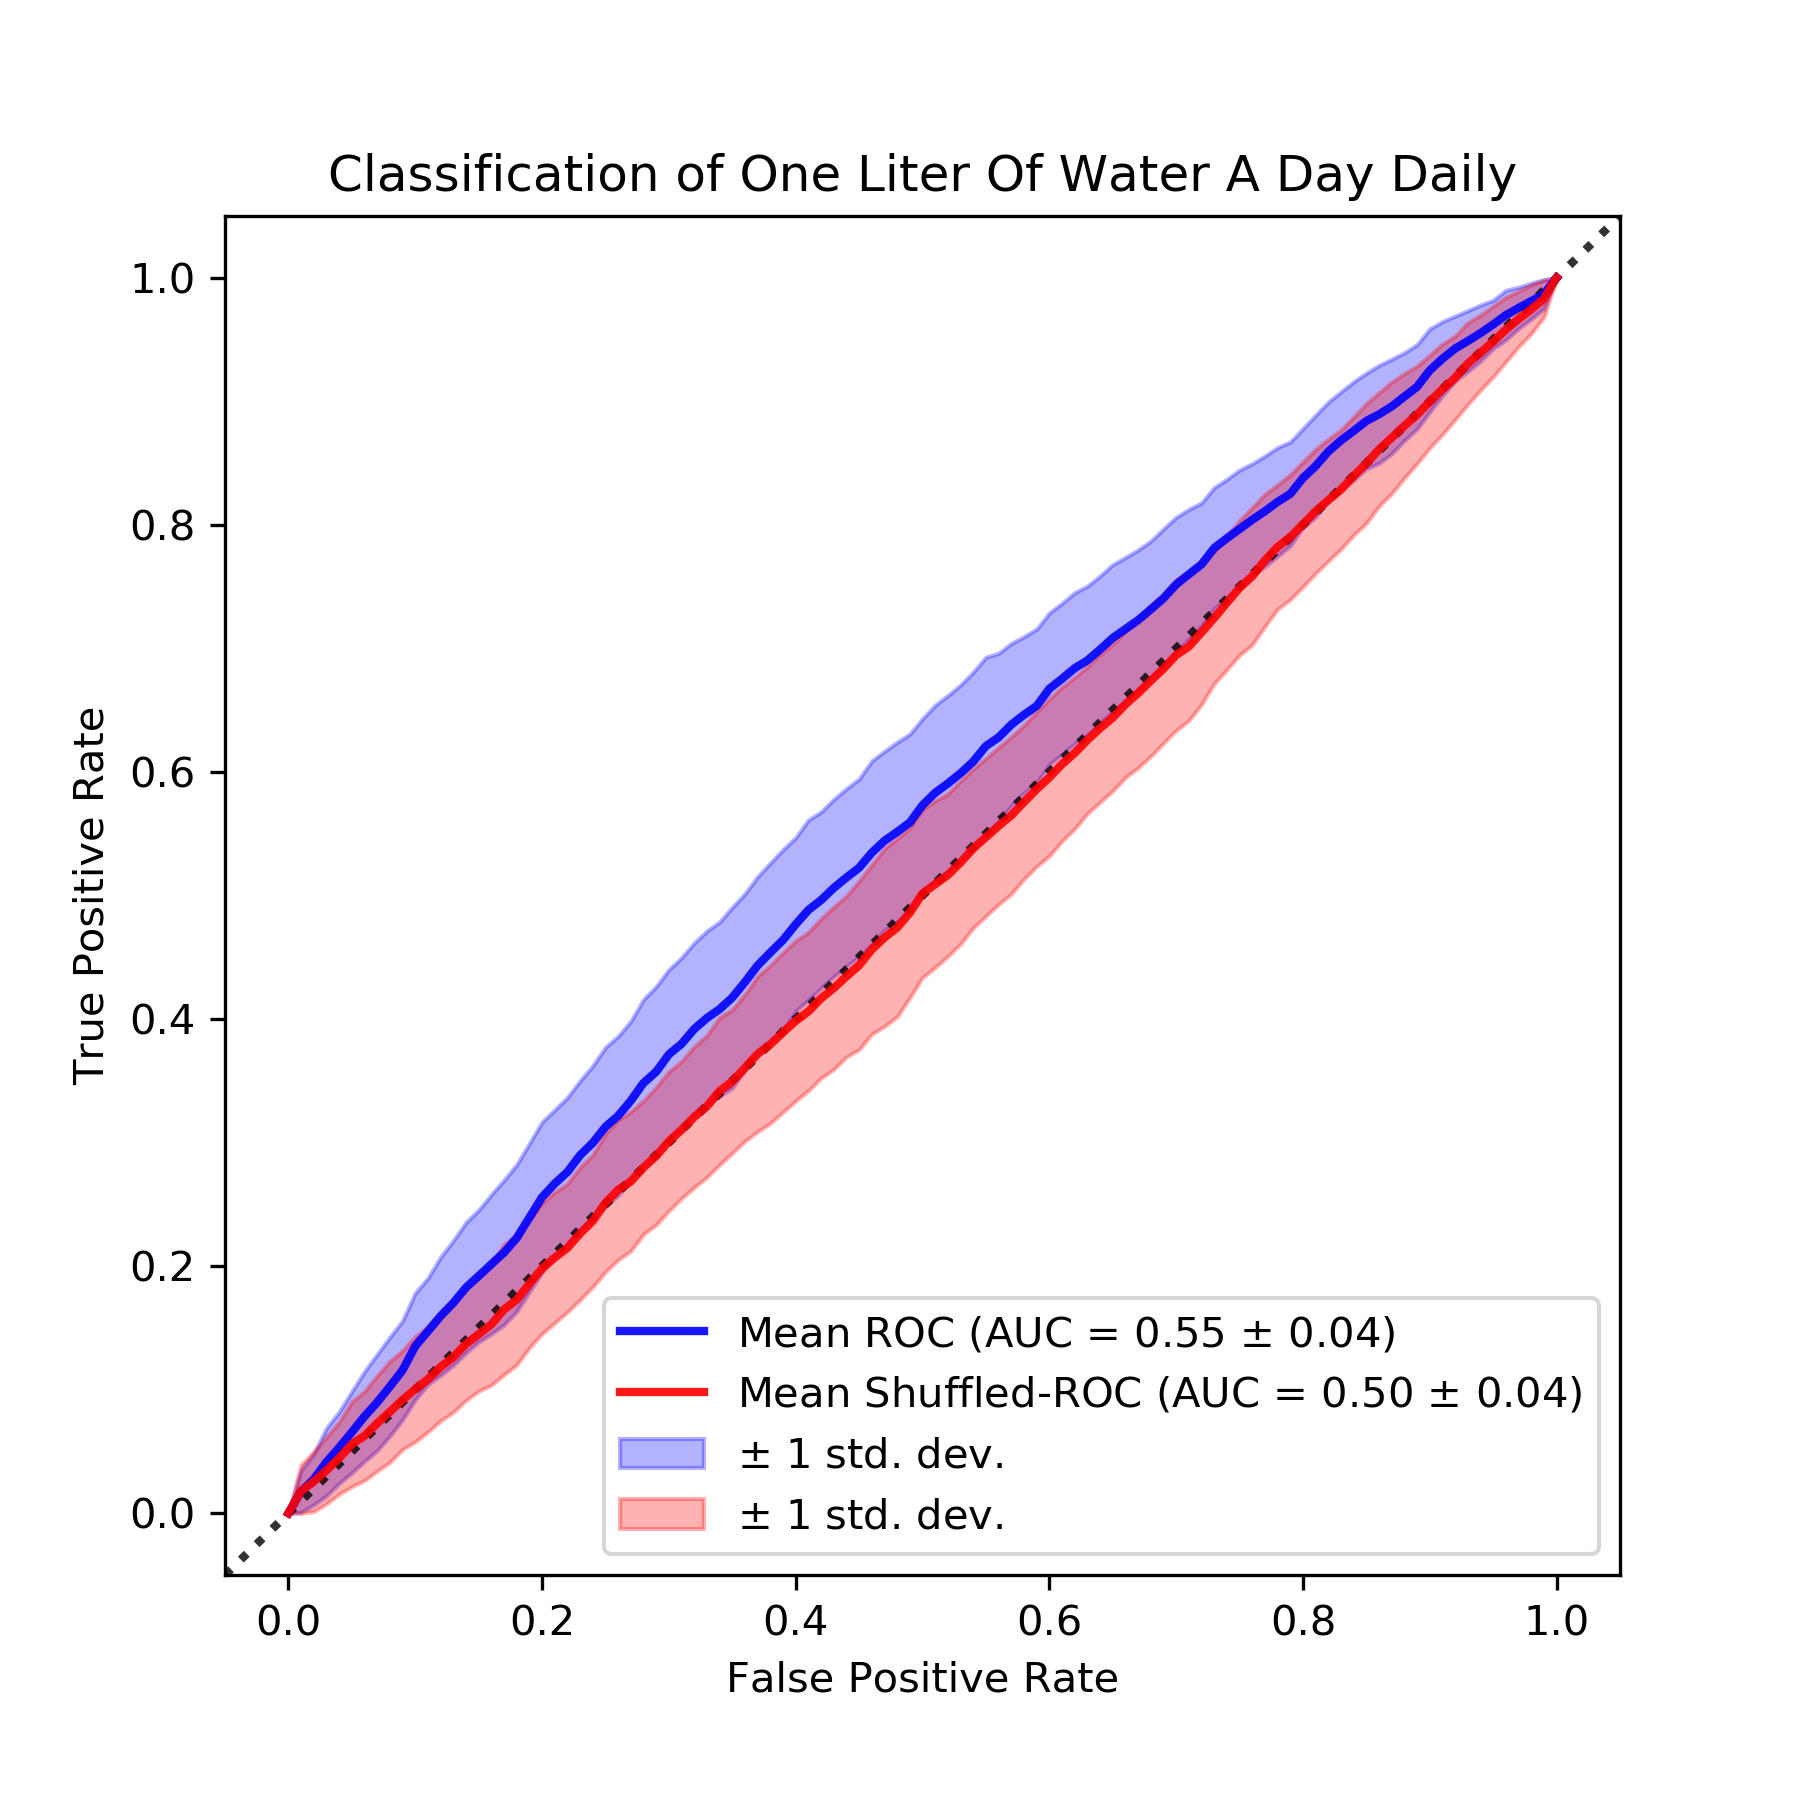 Classification of One Liter Of Water A Day Daily
1.0
0.8
0.6
0.4
0.2
0.0
True Positive Rate
Mean ROC (AUC = 0.55 ± 0.04)
Mean Shuffled-ROC (AUC = 0.50 ± 0.04)
± 1 std. dev.
± 1 std. dev.
0.0 0.2 0.4 0.6 0.8 1.0
False Positive Rate